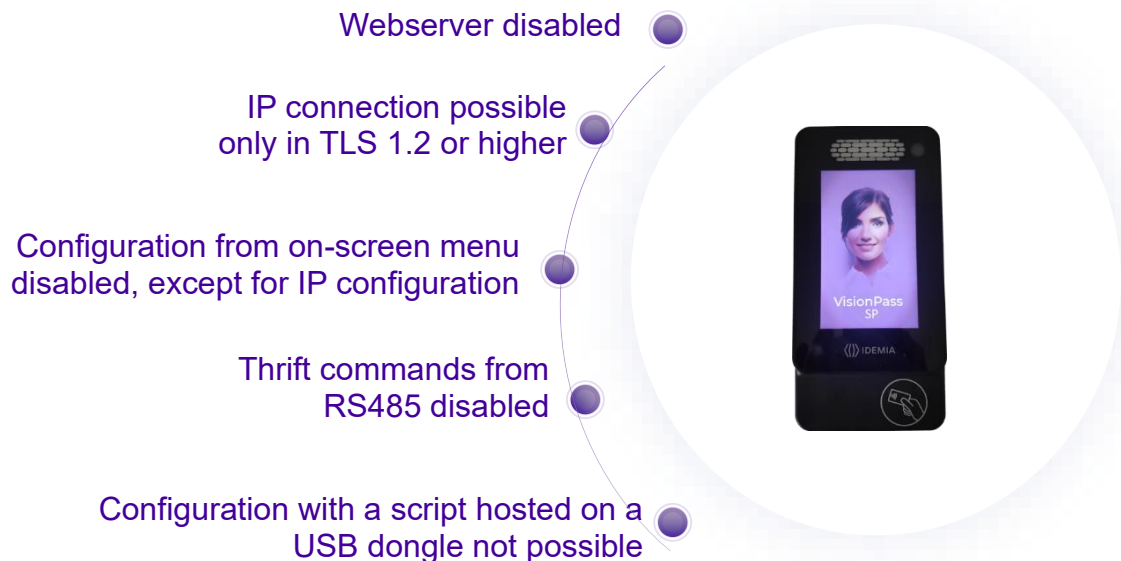 Webserver disabled
IP connection possible
only in TLS 1.2 or higher
Configuration from on-screen menu
disabled, except for IP configuration
Thrift commands from
RS485 disabled
Configuration with a script hosted on a
USB dongle not possible
VisionPass
SP
IDEMIA